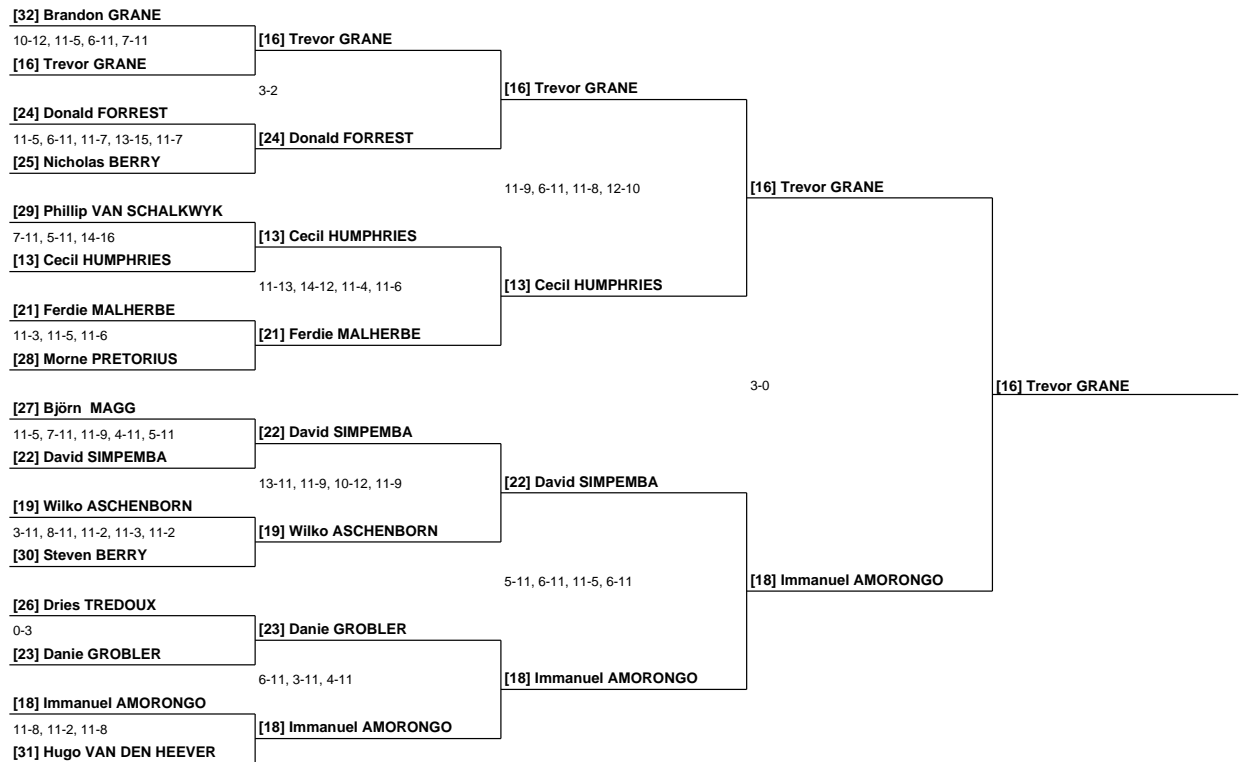 [32] Brandon GRANE
10-12, 11-5, 6-11, 7-11
[16] Trevor GRANE
[16] Trevor GRANE
3-2
[16] Trevor GRANE
[24] Donald FORREST
11-5, 6-11, 11-7, 13-15, 11-7
[24] Donald FORREST
[25] Nicholas BERRY
11-9, 6-11, 11-8, 12-10
[16] Trevor GRANE
[29] Phillip VAN SCHALKWYK
7-11, 5-11, 14-16
[13] Cecil HUMPHRIES
[13] Cecil HUMPHRIES
11-13, 14-12, 11-4, 11-6
[13] Cecil HUMPHRIES
[21] Ferdie MALHERBE
11-3, 11-5, 11-6
[21] Ferdie MALHERBE
[28] Morne PRETORIUS
3-0
[16] Trevor GRANE
[27] Björn  MAGG
11-5, 7-11, 11-9, 4-11, 5-11
[22] David SIMPEMBA
[22] David SIMPEMBA
13-11, 11-9, 10-12, 11-9
[22] David SIMPEMBA
[19] Wilko ASCHENBORN
3-11, 8-11, 11-2, 11-3, 11-2
[19] Wilko ASCHENBORN
[30] Steven BERRY
5-11, 6-11, 11-5, 6-11
[18] Immanuel AMORONGO
[26] Dries TREDOUX
0-3
[23] Danie GROBLER
[23] Danie GROBLER
6-11, 3-11, 4-11
[18] Immanuel AMORONGO
[18] Immanuel AMORONGO
11-8, 11-2, 11-8
[18] Immanuel AMORONGO
[31] Hugo VAN DEN HEEVER